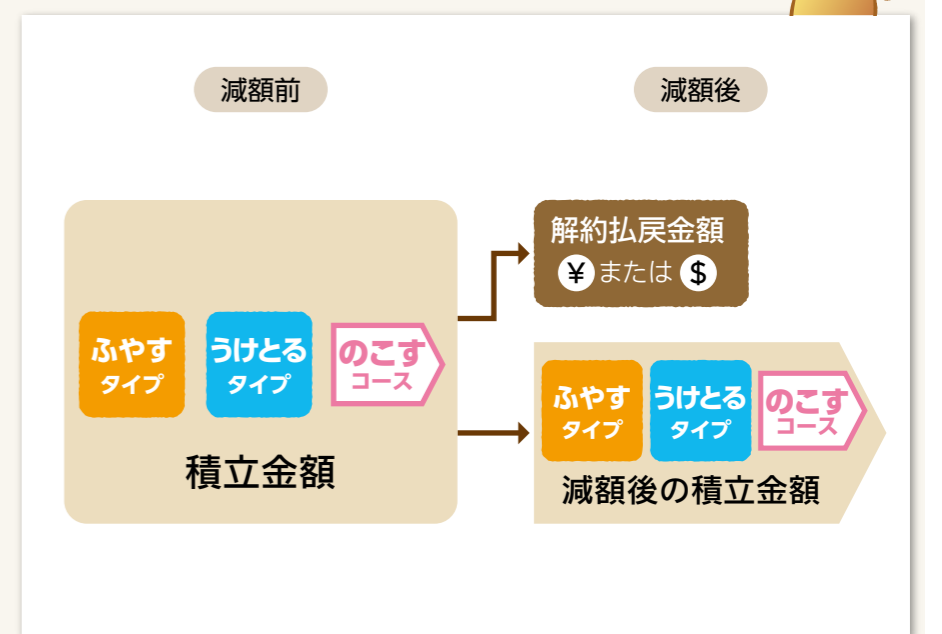 減額前
減額後
ふやす
タイプ
うけとる
タイプ
のこす
コース
積立金額
解約払戻金額
¥ または $
ふやす
タイプ
うけとる
タイプ
のこす
コース
減額後の積立金額